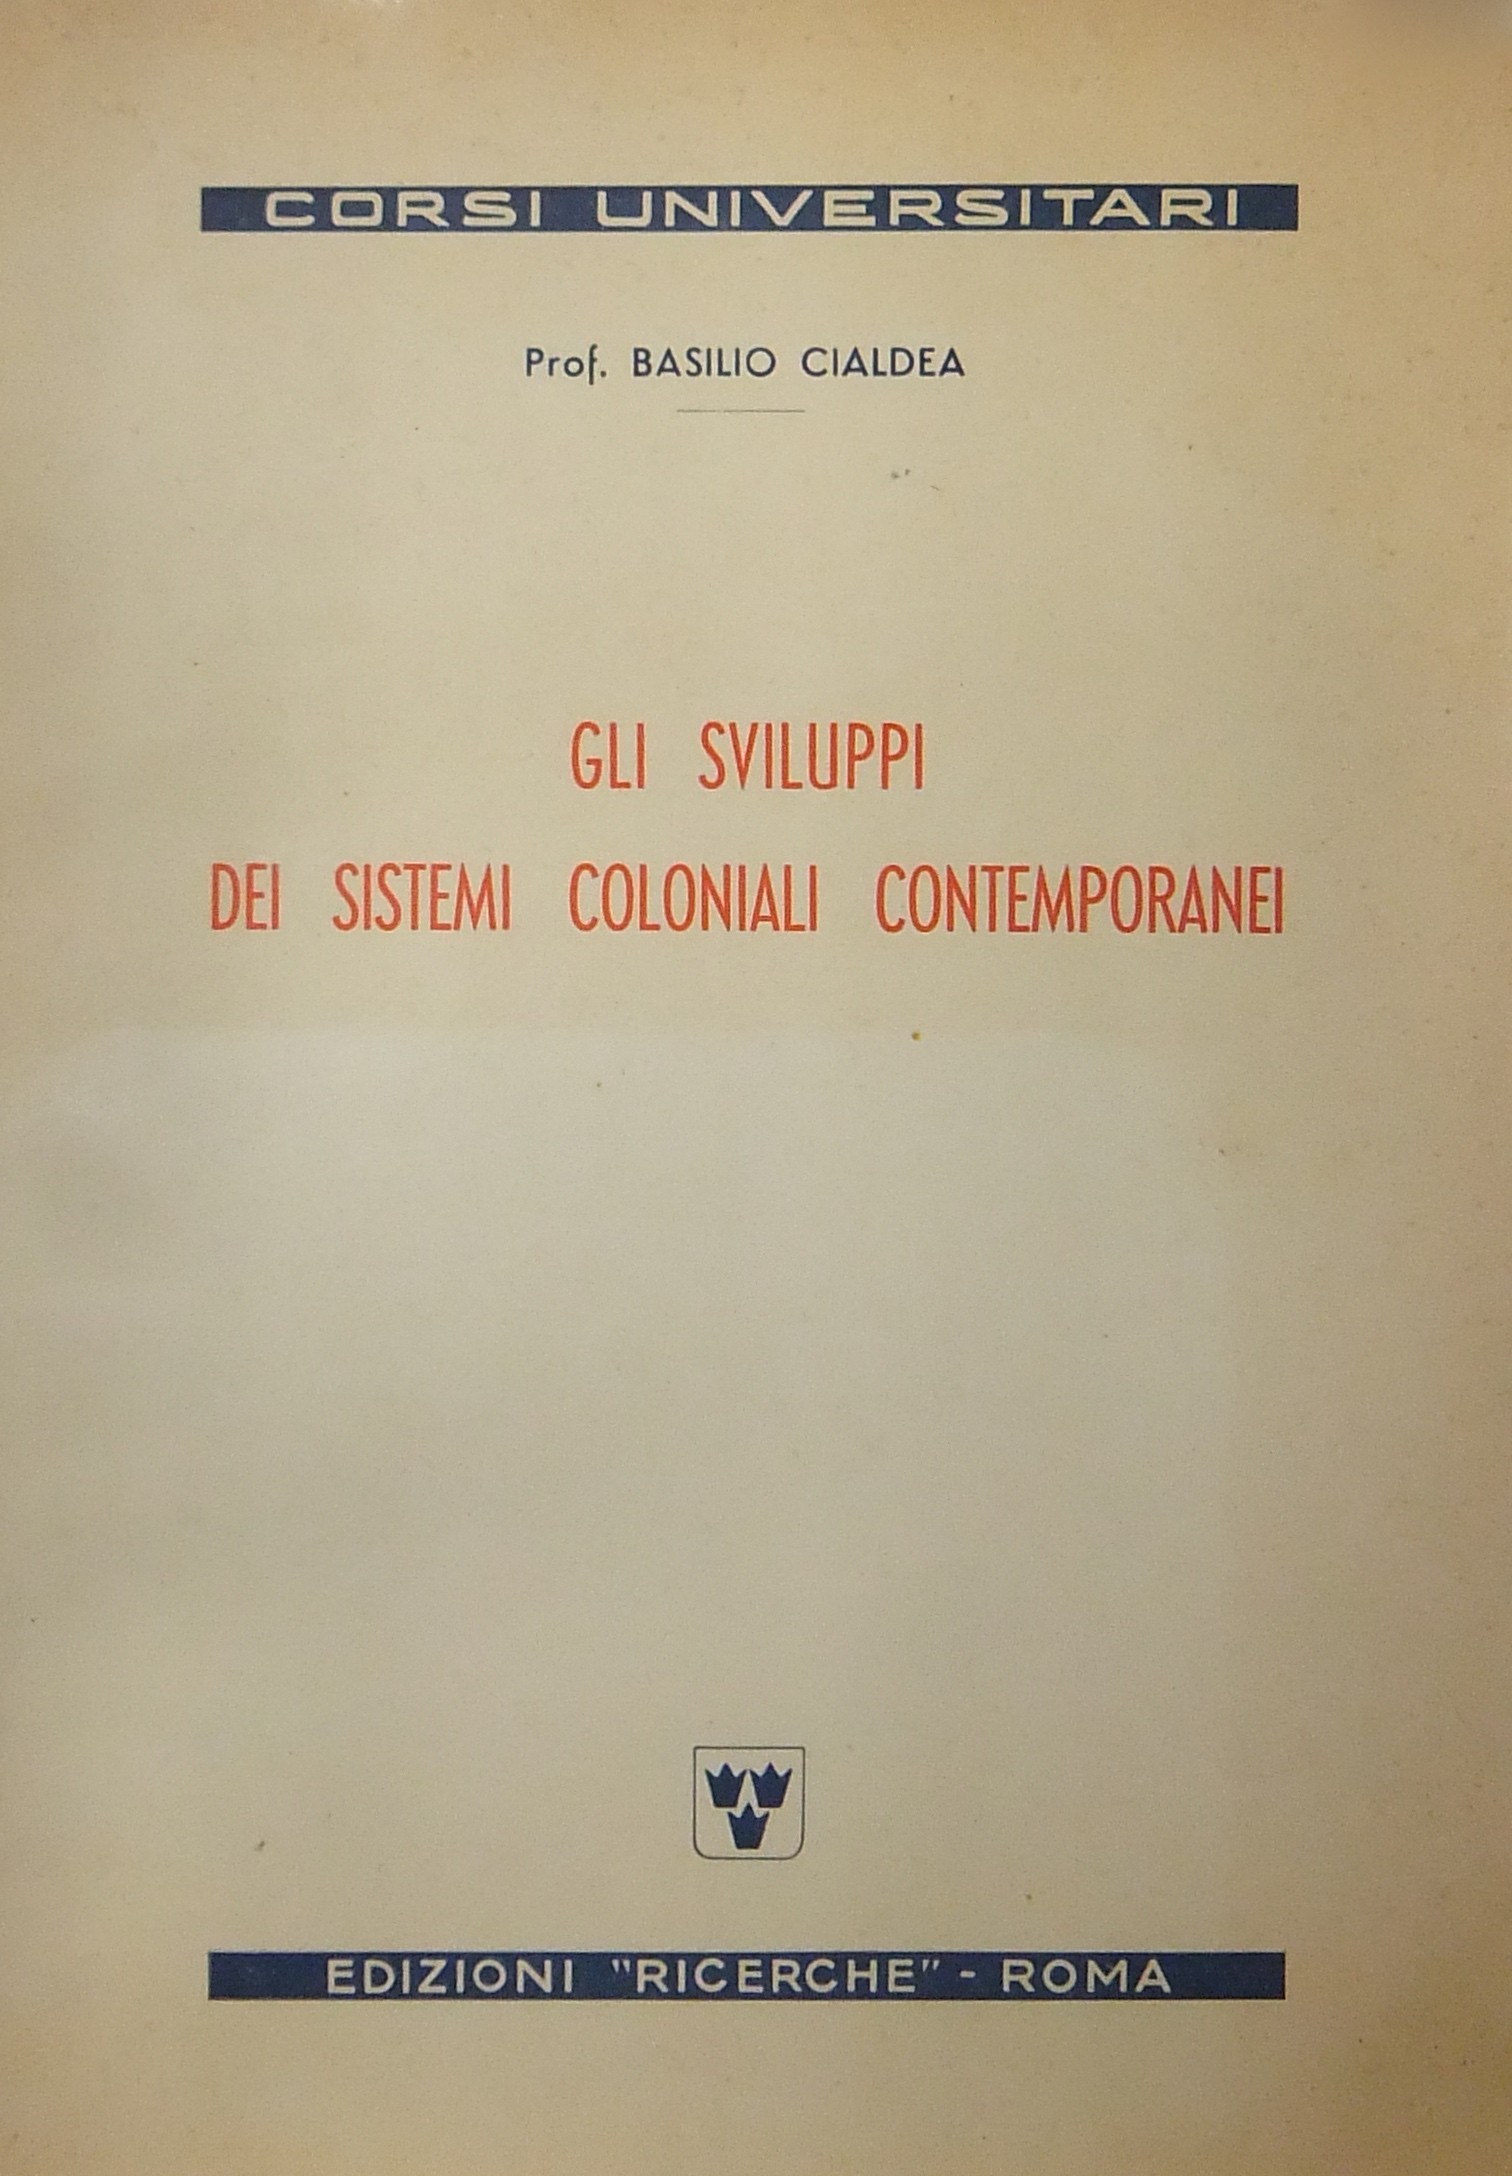 CORSI UNIVERSITARI
Prof. BASILIO CIALDEA
GLI SVILUPPI
DEI SISTEMI COLONIALI CONTEMPORANEI
EDIZIONI "RICERCHE" - ROMA